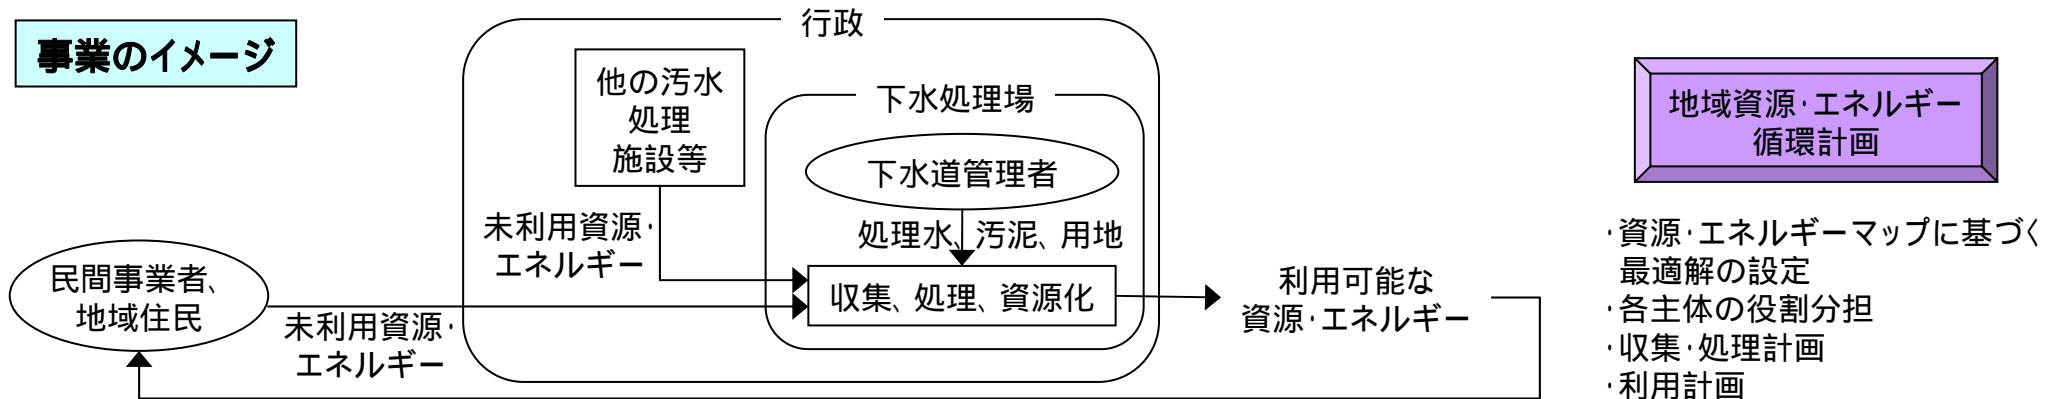 事業のイメージ
行政
他の汚水
処理
施設等
下水処理場
下水道管理者
処理水、汚泥、用地
収集、処理、資源化
未利用資源・
エネルギー
民間事業者、
地域住民
未利用資源・
エネルギー
利用可能な
資源・エネルギー
地域資源・エネルギー
循環計画
・資源・エネルギーマップに基づく
最適解の設定
・各主体の役割分担
・収集・処理計画
・利用計画